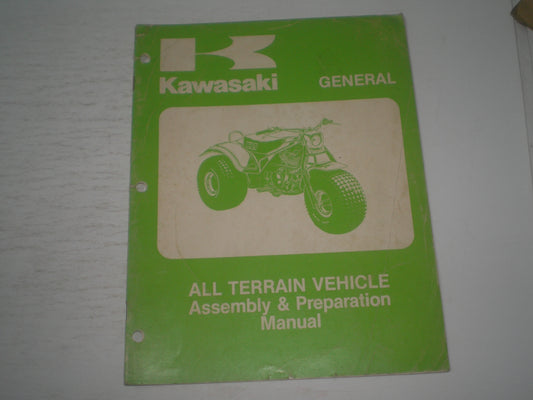 Kawasaki
GENERAL
ALL TERRAIN VEHICLE
Assembly & Preparation
Manual